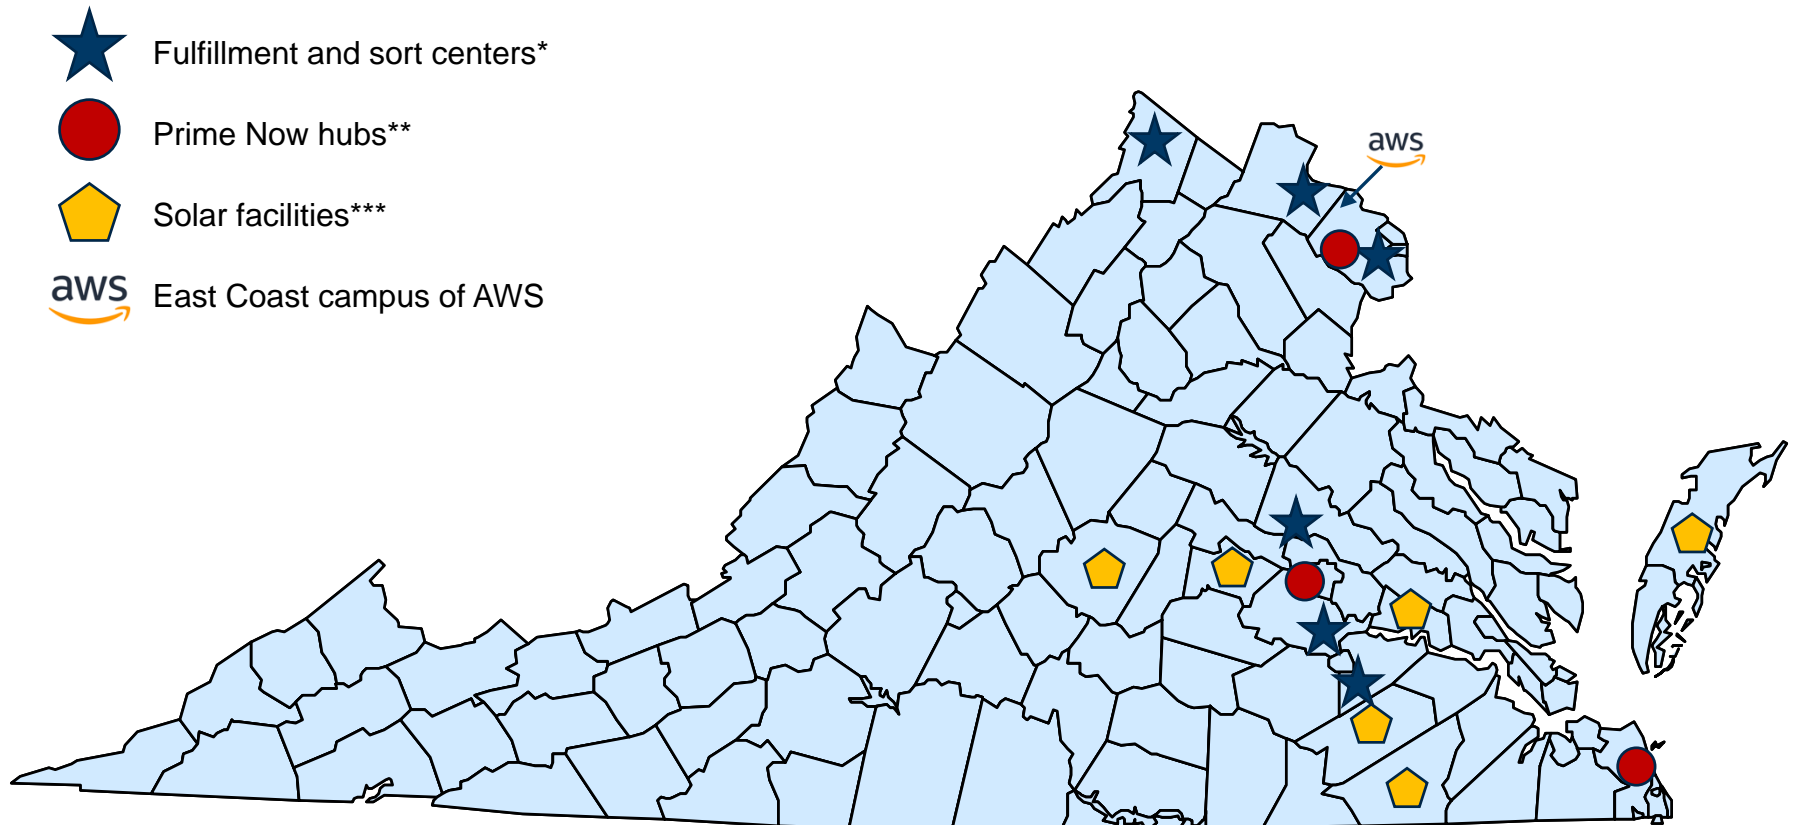 Fulfillment and sort centers*
Prime Now hubs**
Solar facilities***
aws East Coast campus of AWS
aws